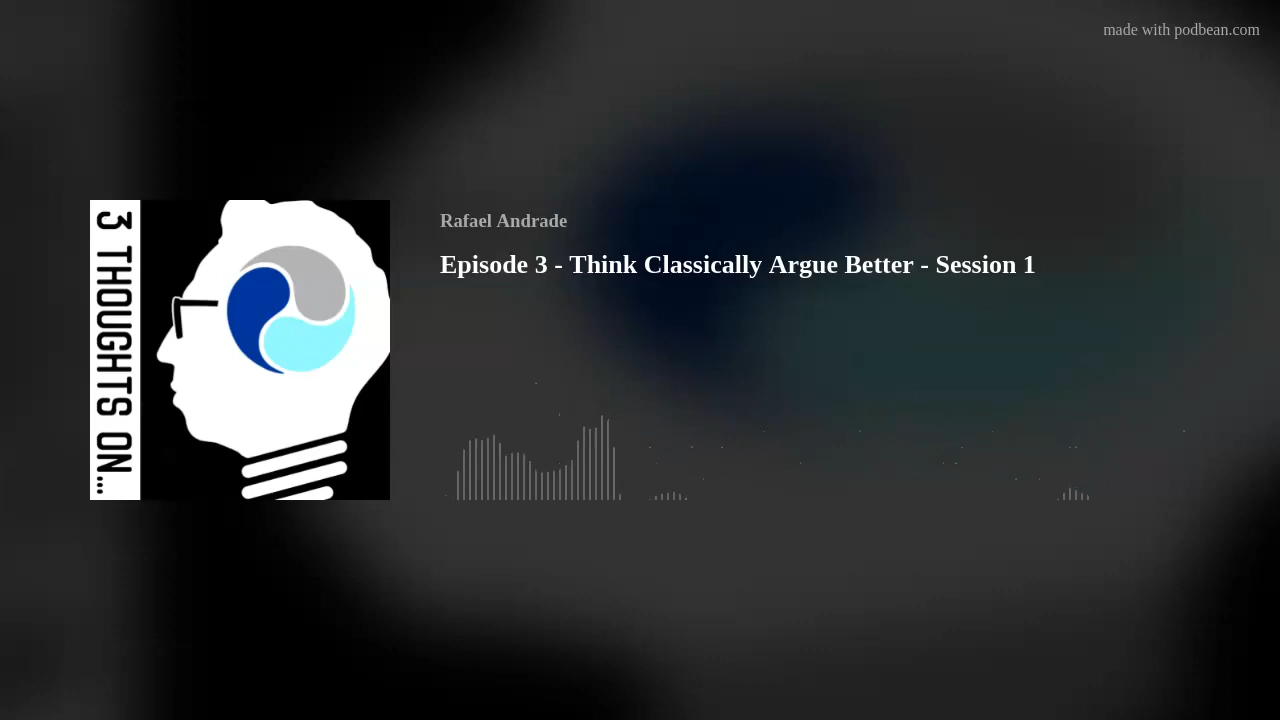 made with podbean.com
3 THOUGHTS ON...
Rafael Andrade
Episode 3 - Think Classically Argue Better - Session 1